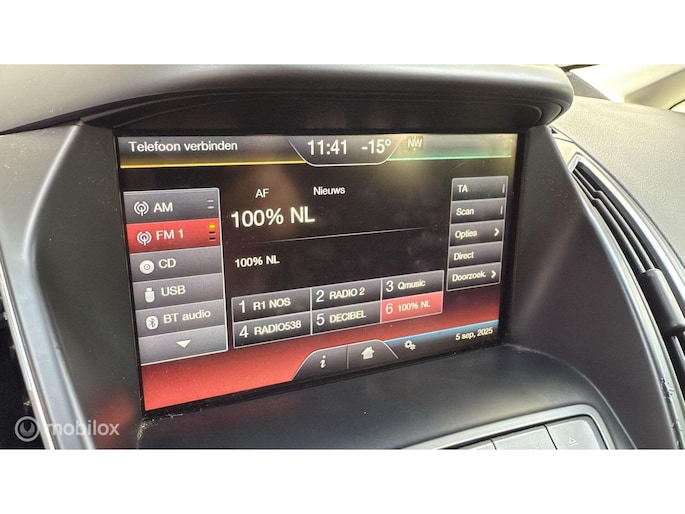 Telefoon verbinden
11:41 -15° NW
AF Nieuws
100% NL
100% NL
AM
FM 1
CD
USB
BT audio
TA
Scan
Opties
Direct
Doorzoek.
1 R1 NOS
2 RADIO 2
3 Qmusic
4 RADIO538
5 DECIBEL
6 100% NL
i
5 sep, 2025
mobilox